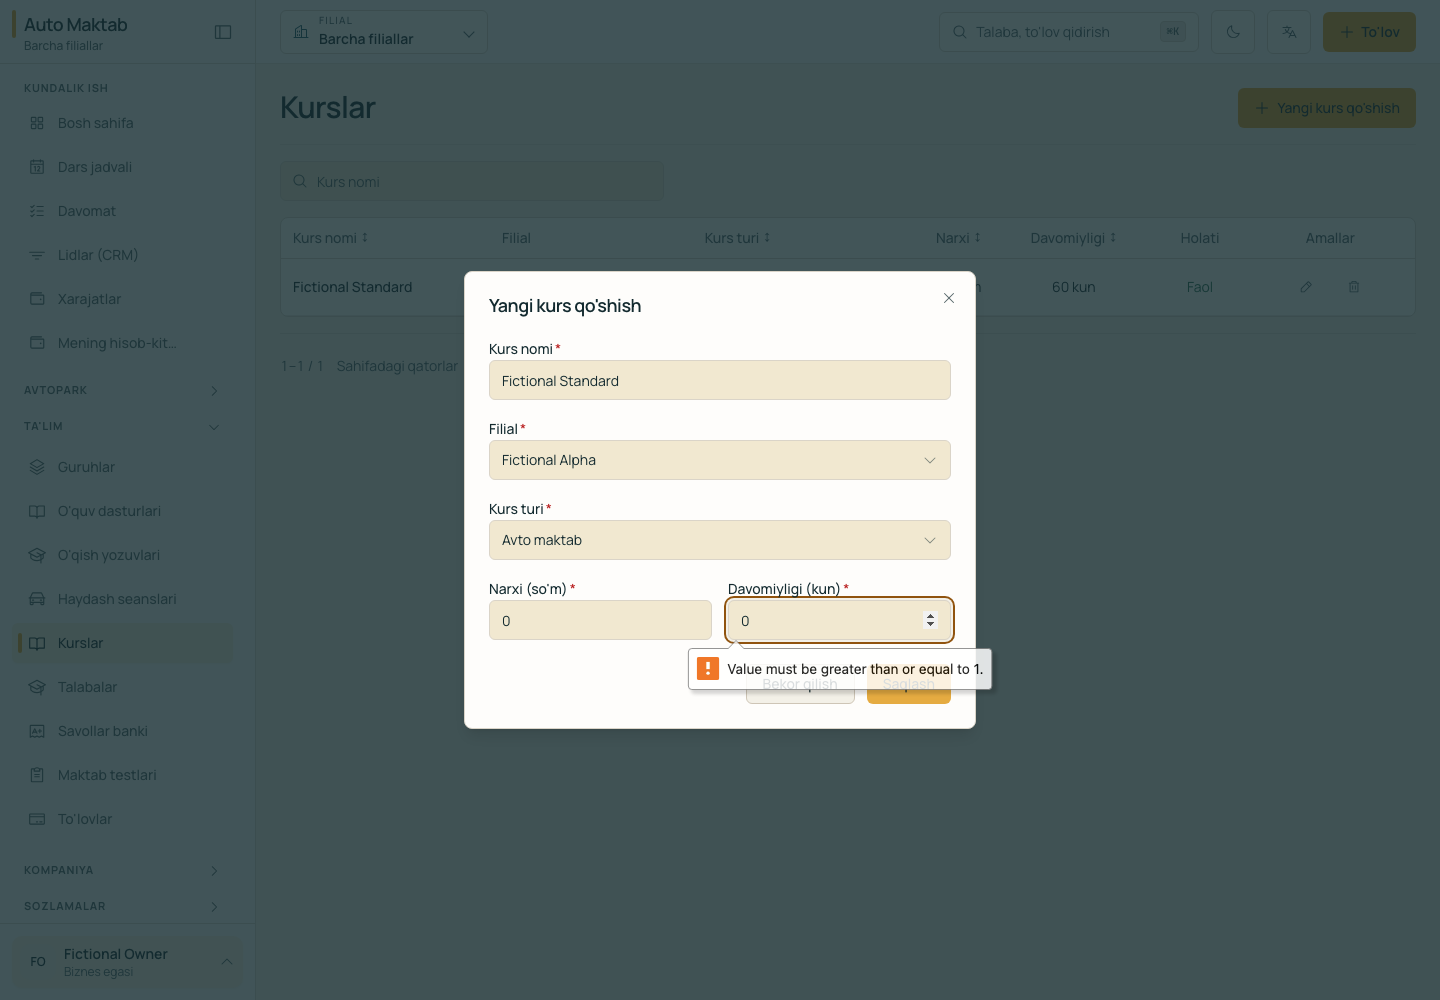 Auto Maktab
Barcha filiallar
FILIAL
Barcha filiallar
Talaba, to'lov qidirish
⌘K
To'lov
KUNDALIK ISH
Bosh sahifa
Dars jadvali
Davomat
Lidlar (CRM)
Xarajatlar
Mening hisob-kit...
AVTOPARK
TA'LIM
Guruhlar
O'quv dasturlari
O'qish yozuvlari
Haydash seanslari
Kurslar
Talabalar
Savollar banki
Maktab testlari
To'lovlar
KOMPANIYA
SOZLAMALAR
FO
Fictional Owner
Biznes egasi
Kurslar
Yangi kurs qo'shish
Kurs nomi
Kurs nomi Filial Kurs turi Narxi Davomiyligi Holati Amallar
Fictional Standard 60 kun Faol
1–1 / 1 Sahifadagi qatorlar
Yangi kurs qo'shish
Kurs nomi *
Fictional Standard
Filial *
Fictional Alpha
Kurs turi *
Avto maktab
Narxi (so'm) * Davomiyligi (kun) *
0 0
Value must be greater than or equal to 1.
Bekor qilish Saqlash